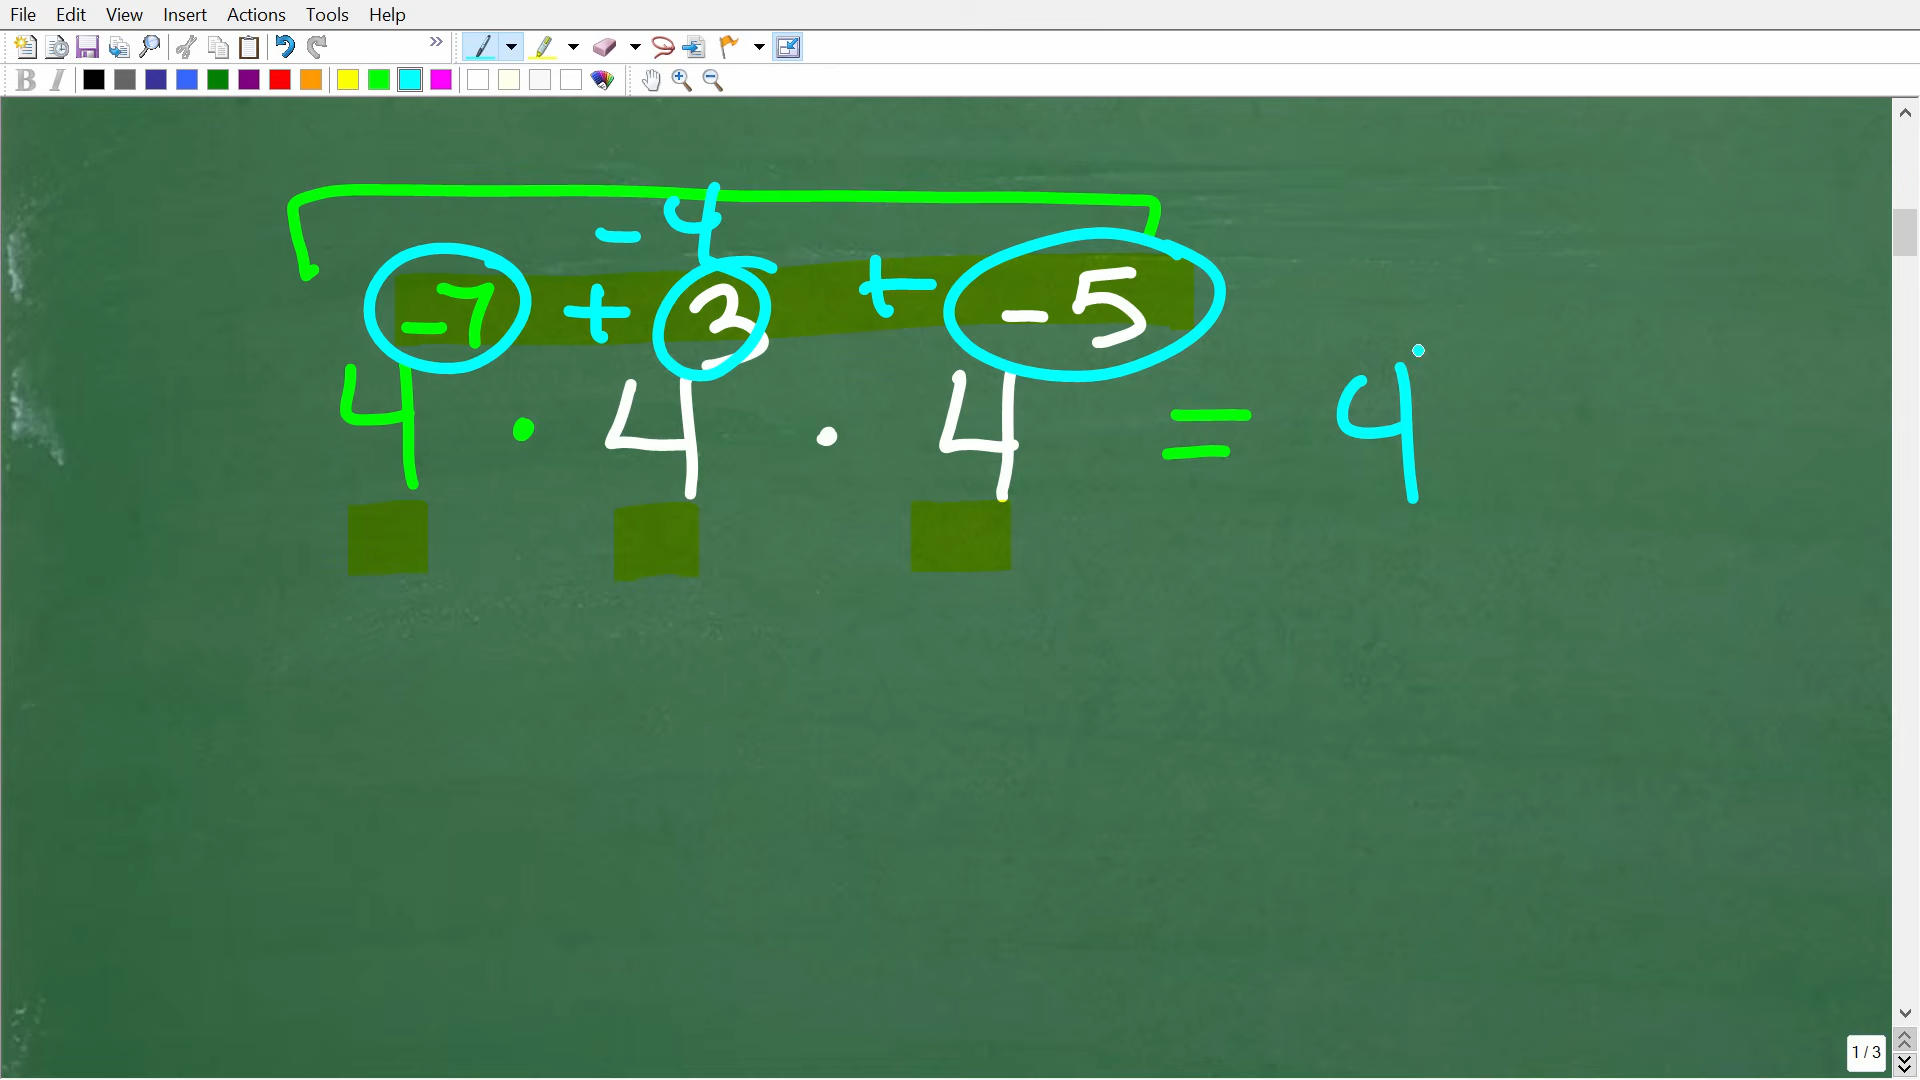 File Edit View Insert Actions Tools Help
B I
- 4
-7 + 3 + -5
4 · 4 · 4 = 4
1 / 3